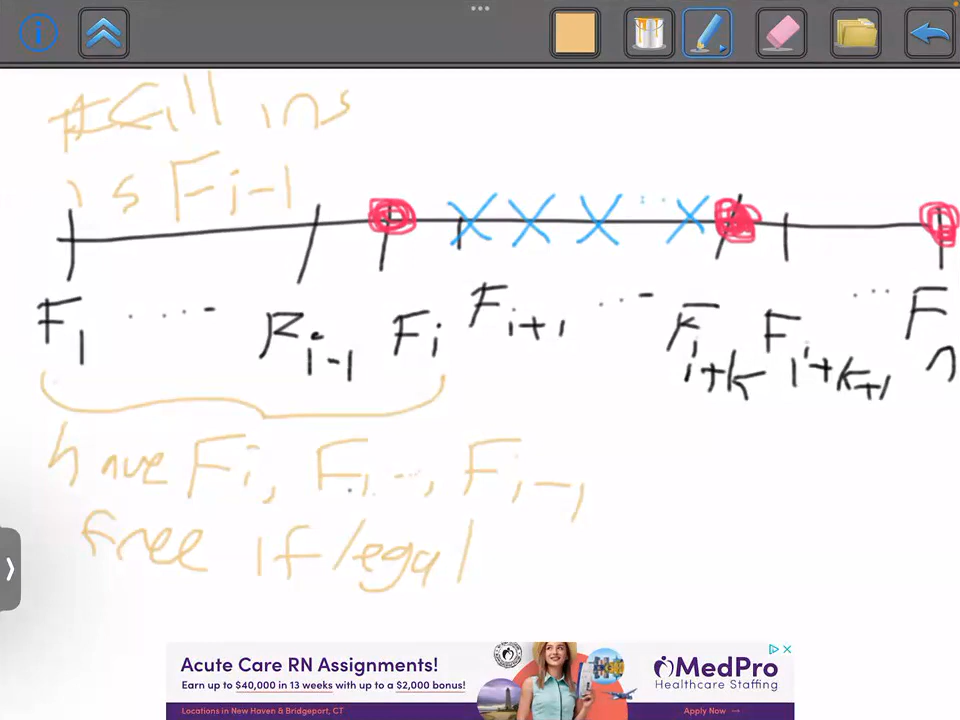 #Fill ins
is Fi-1
F1 .... Fi-1 Fi Fi+1 ... Fi+k Fi+k+1 ... Fn
have Fi, F1..., Fi-1
free if legal
Acute Care RN Assignments!
Earn up to $40,000 in 13 weeks with up to a $2,000 bonus!
Locations in New Haven & Bridgeport, CT
MedPro
Healthcare Staffing
Apply Now →